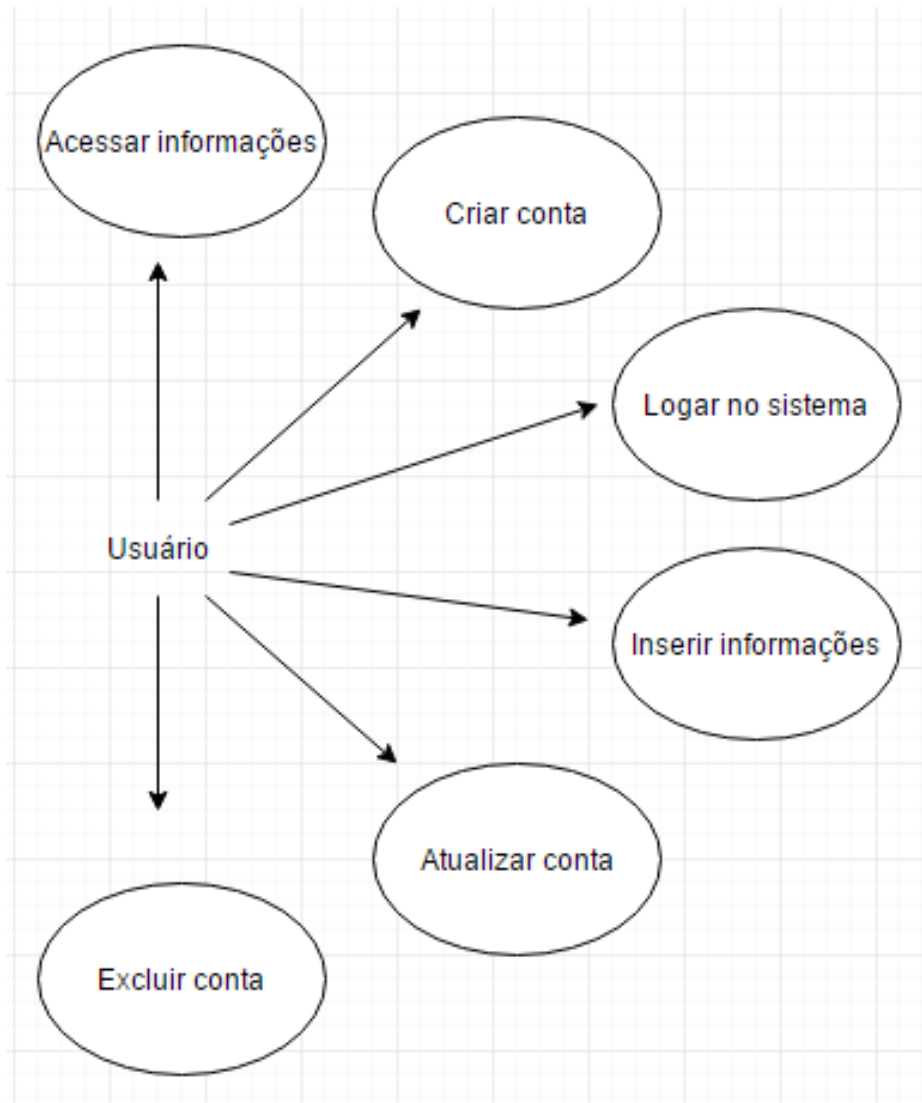 Acessar informações
Criar conta
Logar no sistema
Usuário
Inserir informações
Atualizar conta
Excluir conta